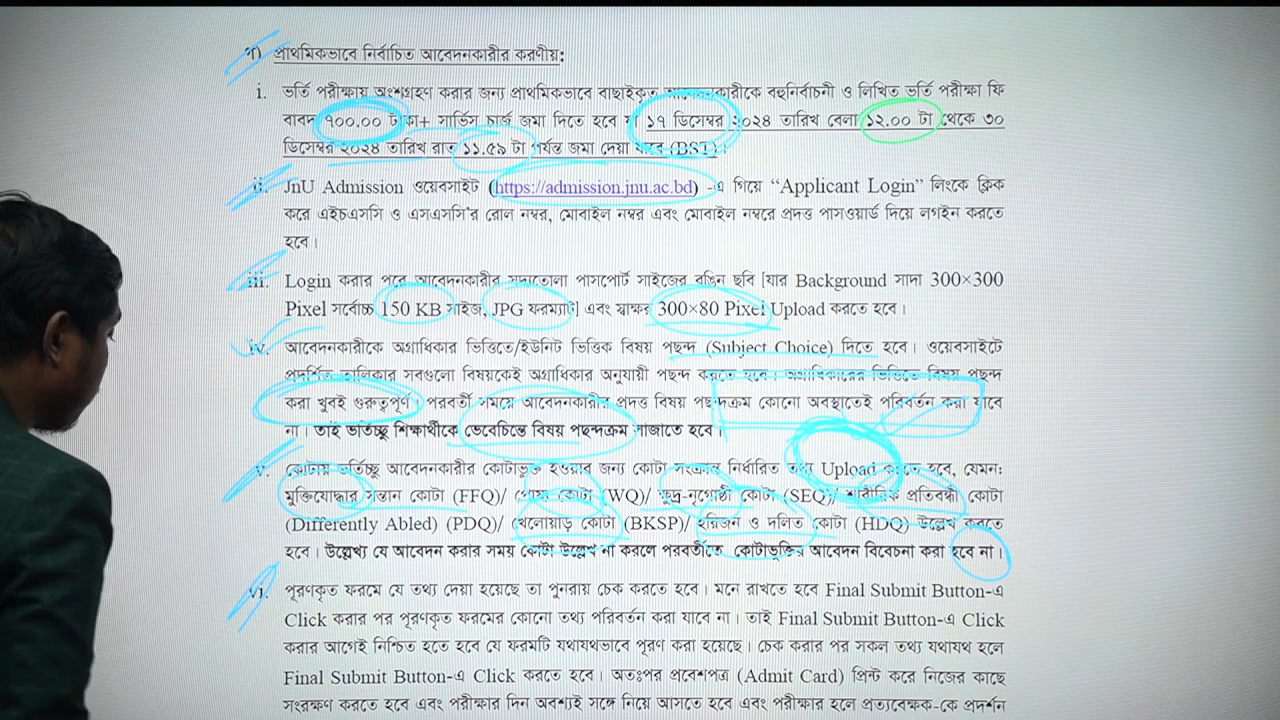 গ) প্রাথমিকভাবে নির্বাচিত আবেদনকারীর করণীয়:
i. ভর্তি পরীক্ষায় অংশগ্রহণ করার জন্য প্রাথমিকভাবে বাছাইকৃত আবেদনকারীকে বহুনির্বাচনী ও লিখিত ভর্তি পরীক্ষা ফি
বাবদ ৭০০.০০ টাকা+ সার্ভিস চার্জ জমা দিতে হবে যা ১৭ ডিসেম্বর ২০২৪ তারিখ বেলা ১২.০০ টা থেকে ৩০
ডিসেম্বর ২০২৪ তারিখ রাত ১১.৫৯ টা পর্যন্ত জমা দেয়া যাবে (BST)।
ii. JnU Admission ওয়েবসাইট (https://admission.jnu.ac.bd) -এ গিয়ে “Applicant Login” লিংকে ক্লিক
করে এইচএসসি ও এসএসসি'র রোল নম্বর, মোবাইল নম্বর এবং মোবাইল নম্বরে প্রদত্ত পাসওয়ার্ড দিয়ে লগইন করতে
হবে।
iii. Login করার পরে আবেদনকারীর সদ্যতোলা পাসপোর্ট সাইজের রঙিন ছবি [যার Background সাদা 300×300
Pixel সর্বোচ্চ 150 KB সাইজ, JPG ফরম্যাট] এবং স্বাক্ষর 300×80 Pixel Upload করতে হবে।
iv. আবেদনকারীকে অগ্রাধিকার ভিত্তিতে/ইউনিট ভিত্তিক বিষয় পছন্দ (Subject Choice) দিতে হবে। ওয়েবসাইটে
প্রদর্শিত তালিকার সবগুলো বিষয়কেই অগ্রাধিকার অনুযায়ী পছন্দ করতে হবে। অগ্রাধিকারের ভিত্তিতে বিষয় পছন্দ
করা খুবই গুরুত্বপূর্ণ। পরবর্তী সময়ে আবেদনকারীর প্রদত্ত বিষয় পছন্দক্রম কোনো অবস্থাতেই পরিবর্তন করা যাবে
না। তাই ভর্তিচ্ছু শিক্ষার্থীকে ভেবেচিন্তে বিষয় পছন্দক্রম সাজাতে হবে।
v. কোটায় ভর্তিচ্ছু আবেদনকারীর কোটাভুক্ত হওয়ার জন্য কোটা সংক্রান্ত নির্ধারিত তথ্য Upload করতে হবে, যেমন:
মুক্তিযোদ্ধার সন্তান কোটা (FFQ)/ পোষ্য কোটা (WQ)/ ক্ষুদ্র-নৃগোষ্ঠী কোটা (SEQ)/ শারীরিক প্রতিবন্ধী কোটা
(Differently Abled) (PDQ)/ খেলোয়াড় কোটা (BKSP)/ হরিজন ও দলিত কোটা (HDQ) উল্লেখ করতে
হবে। উল্লেখ্য যে আবেদন করার সময় কোটা উল্লেখ না করলে পরবর্তীতে কোটাভুক্তির আবেদন বিবেচনা করা হবে না।
vi. পূরণকৃত ফরমে যে তথ্য দেয়া হয়েছে তা পুনরায় চেক করতে হবে। মনে রাখতে হবে Final Submit Button-এ
Click করার পর পূরণকৃত ফরমের কোনো তথ্য পরিবর্তন করা যাবে না। তাই Final Submit Button-এ Click
করার আগেই নিশ্চিত হতে হবে যে ফরমটি যথাযথভাবে পূরণ করা হয়েছে। চেক করার পর সকল তথ্য যথাযথ হলে
Final Submit Button-এ Click করতে হবে। অতঃপর প্রবেশপত্র (Admit Card) প্রিন্ট করে নিজের কাছে
সংরক্ষণ করতে হবে এবং পরীক্ষার দিন অবশ্যই সঙ্গে নিয়ে আসতে হবে এবং পরীক্ষার হলে প্রত্যবেক্ষক-কে প্রদর্শন